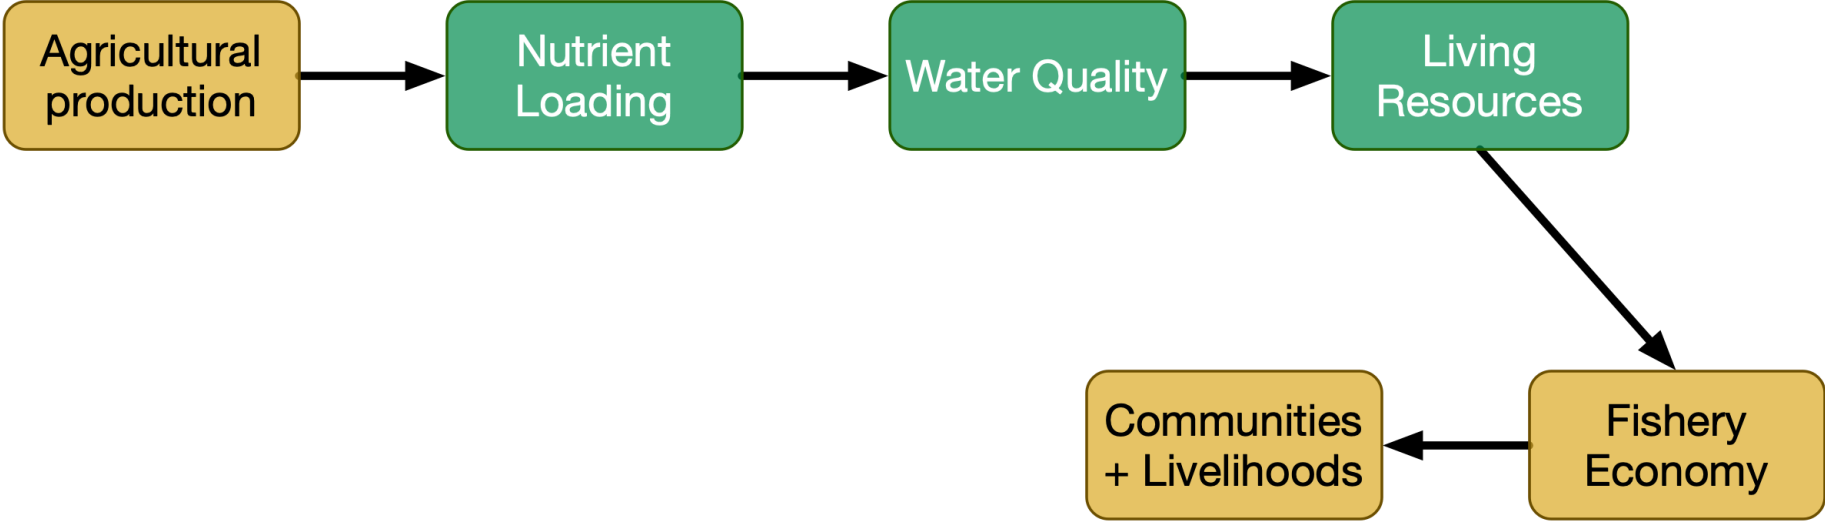 Agricultural
production
Nutrient
Loading
Water Quality
Living
Resources
Communities
+ Livelihoods
Fishery
Economy